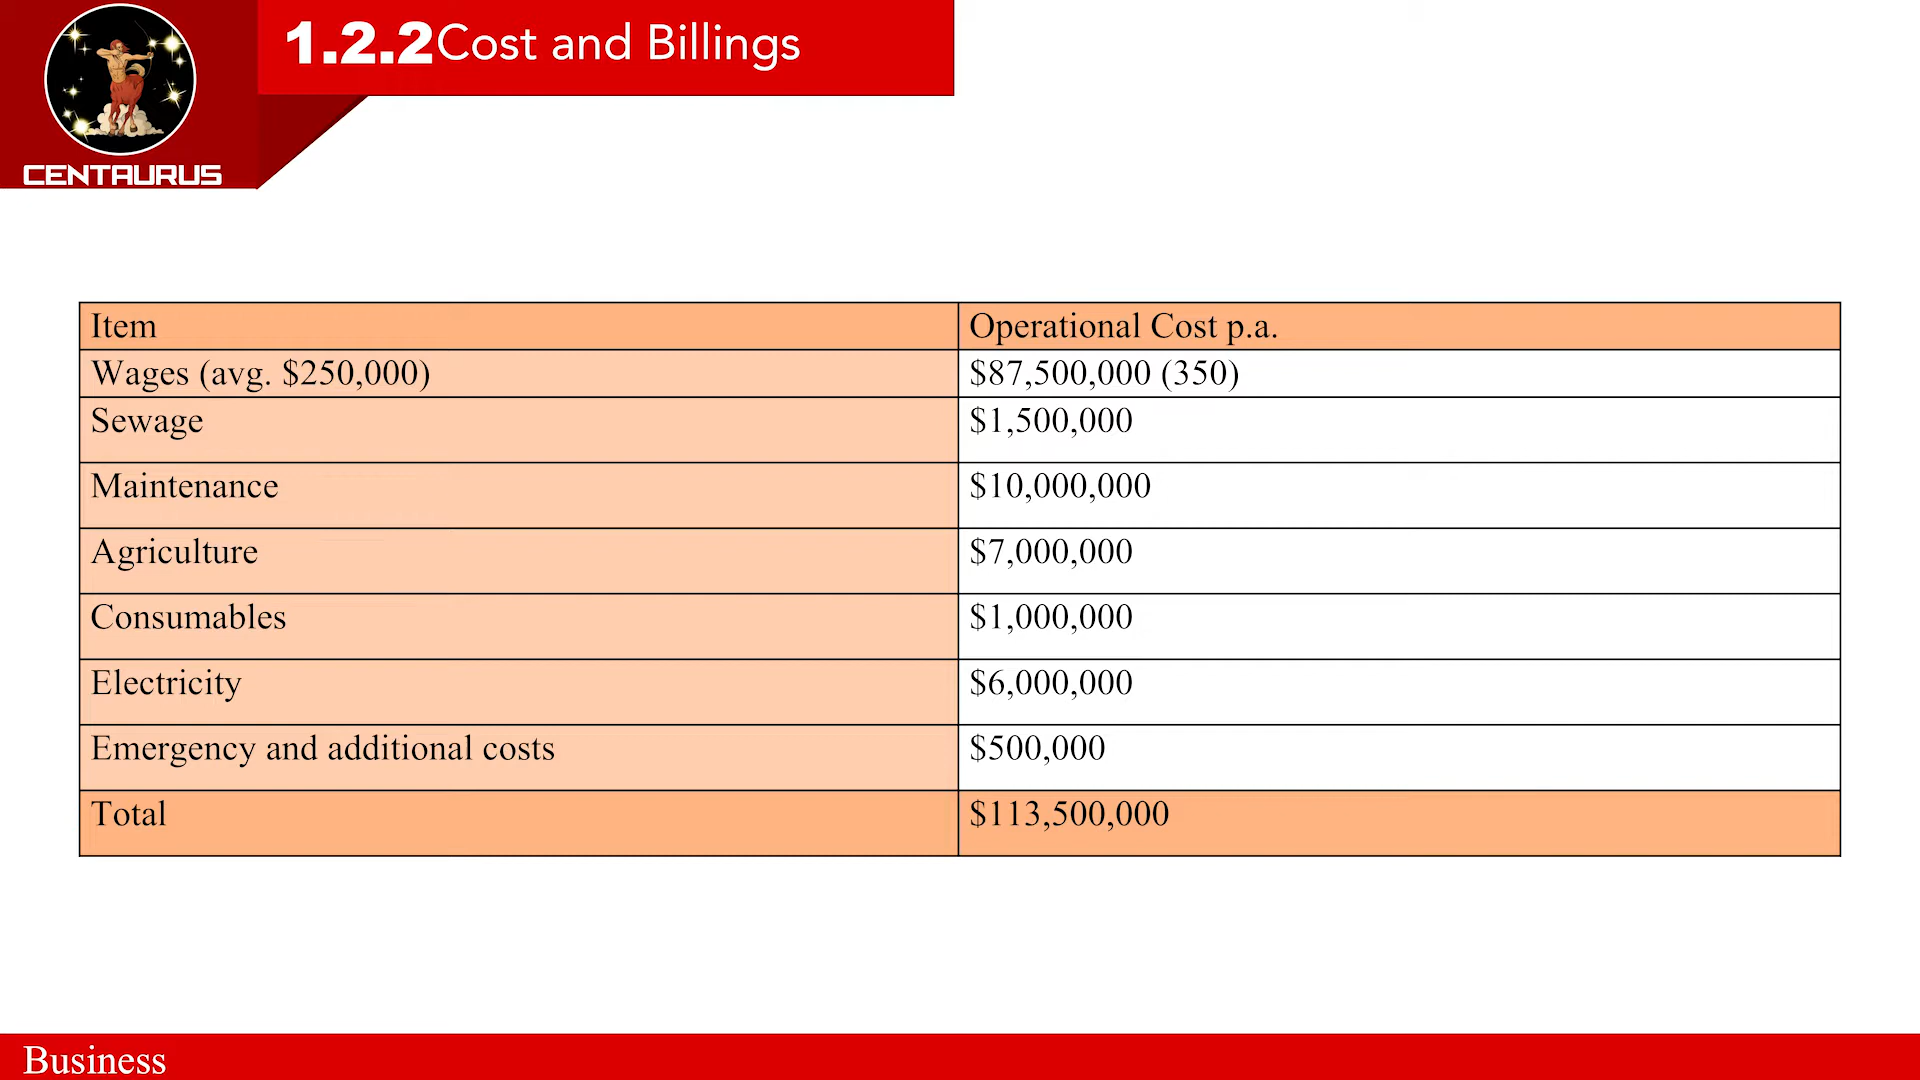 1.2.2 Cost and Billings
CENTAURUS
Item
Operational Cost p.a.
Wages (avg. $250,000)
$87,500,000 (350)
Sewage
$1,500,000
Maintenance
$10,000,000
Agriculture
$7,000,000
Consumables
$1,000,000
Electricity
$6,000,000
Emergency and additional costs
$500,000
Total
$113,500,000
Business